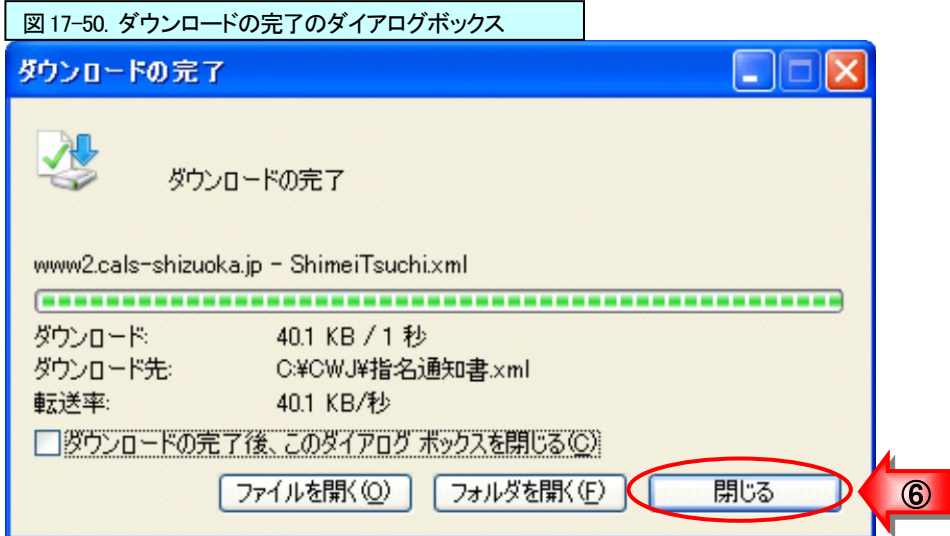 図 17-50. ダウンロードの完了のダイアログボックス
ダウンロードの完了
ダウンロードの完了
www2.cals-shizuoka.jp - ShimeiTsuchi.xml
ダウンロード: 40.1 KB / 1 秒
ダウンロード先: C:¥CWJ¥指名通知書.xml
転送率: 40.1 KB/秒
ダウンロードの完了後、このダイアログ ボックスを閉じる(C)
ファイルを開く(O) フォルダを開く(F) 閉じる ⑥